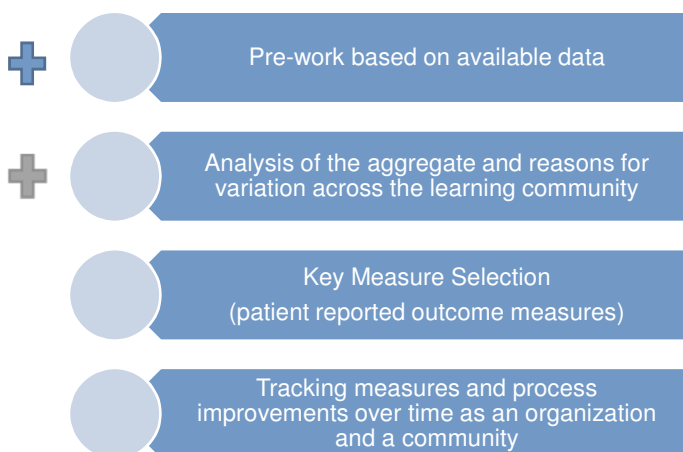 Pre-work based on available data
Analysis of the aggregate and reasons for
variation across the learning community
Key Measure Selection
(patient reported outcome measures)
Tracking measures and process
improvements over time as an organization
and a community